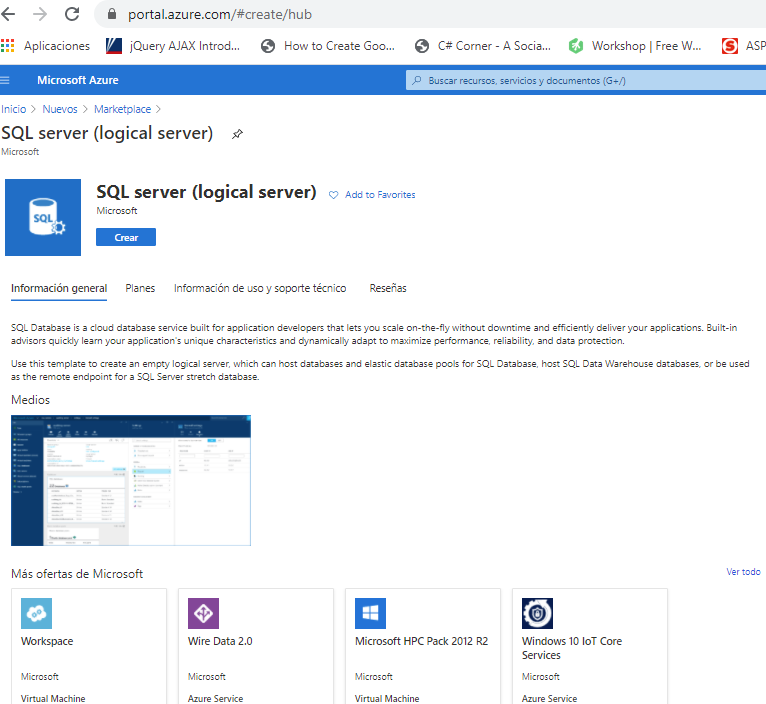 portal.azure.com/#create/hub
Aplicaciones jQuery AJAX Introd... How to Create Goo... C# Corner - A Socia... Workshop | Free W... ASP
Microsoft Azure Buscar recursos, servicios y documentos (G+/)
Inicio > Nuevos > Marketplace >
SQL server (logical server)
Microsoft
SQL
SQL server (logical server) Add to Favorites
Microsoft
Crear
Información general Planes Información de uso y soporte técnico Reseñas
SQL Database is a cloud database service built for application developers that lets you scale on-the-fly without downtime and efficiently deliver your applications. Built-in
advisors quickly learn your application's unique characteristics and dynamically adapt to maximize performance, reliability, and data protection.
Use this template to create an empty logical server, which can host databases and elastic database pools for SQL Database, host SQL Data Warehouse databases, or be used
as the remote endpoint for a SQL Server stretch database.
Medios
Más ofertas de Microsoft Ver todo
Workspace Wire Data 2.0 Microsoft HPC Pack 2012 R2 Windows 10 IoT Core
Services
Microsoft Microsoft Microsoft Microsoft
Virtual Machine Azure Service Virtual Machine Azure Service